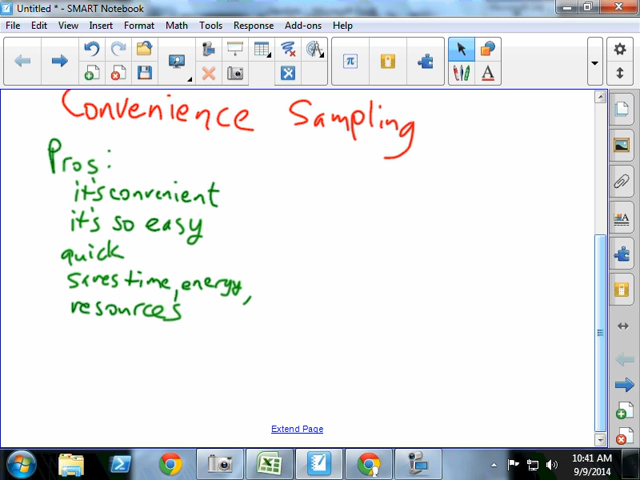 Untitled * - SMART Notebook
File Edit View Insert Format Math Tools Response Add-ons Help
A
Convenience Sampling
Pros:
it's convenient
it's so easy
quick
saves time, energy,
resources
Extend Page
10:41 AM
9/9/2014